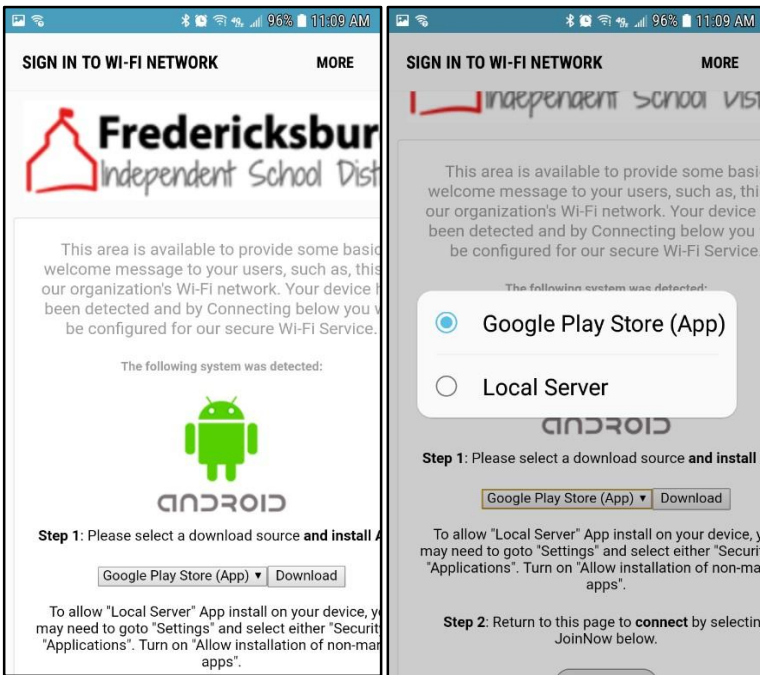 96% 11:09 AM
SIGN IN TO WI-FI NETWORK MORE
Fredericksbur
Independent School Dist
This area is available to provide some basic
welcome message to your users, such as, this
our organization's Wi-Fi network. Your device
been detected and by Connecting below you
be configured for our secure Wi-Fi Service.
The following system was detected:
ANDROID
Step 1: Please select a download source and install
Google Play Store (App) ▾ Download
To allow "Local Server" App install on your device, y
may need to goto "Settings" and select either "Security
"Applications". Turn on "Allow installation of non-mar
apps".
96% 11:09 AM
SIGN IN TO WI-FI NETWORK MORE
Independent School Dist
This area is available to provide some basi
welcome message to your users, such as, thi
our organization's Wi-Fi network. Your device
been detected and by Connecting below you
be configured for our secure Wi-Fi Service.
The following system was detected:
Google Play Store (App)
Local Server
ANDROID
Step 1: Please select a download source and install
Google Play Store (App) ▾ Download
To allow "Local Server" App install on your device, y
may need to goto "Settings" and select either "Securi
"Applications". Turn on "Allow installation of non-ma
apps".
Step 2: Return to this page to connect by selectin
JoinNow below.